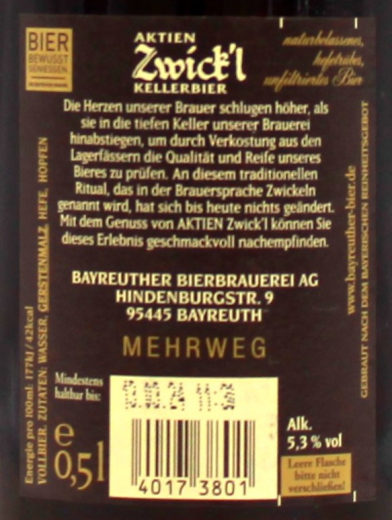 BIER
BEWUSST
GENIESSEN.
AKTIEN
Zwick'l
KELLERBIER
naturbelassenes,
hefetrübes,
unfiltriertes Bier
Die Herzen unserer Brauer schlugen höher, als
sie in die tiefen Keller unserer Brauerei
hinabstiegen, um durch Verkostung aus den
Lagerfässern die Qualität und Reife unseres
Bieres zu prüfen. An diesem traditionellen
Ritual, das in der Brauersprache Zwickeln
genannt wird, hat sich bis heute nichts geändert.
Mit dem Genuss von AKTIEN Zwick'l können Sie
dieses Erlebnis geschmackvoll nachempfinden.
BAYREUTHER BIERBRAUEREI AG
HINDENBURGSTR. 9
95445 BAYREUTH
MEHRWEG
Energie pro 100ml: 177kJ / 42kcal
VOLLBIER. ZUTATEN: WASSER, GERSTENMALZ, HEFE, HOPFEN
www.bayreuther-bier.de
GEBRAUT NACH DEM BAYERISCHEN REINHEITSGEBOT
Mindestens
haltbar bis:
e
0,5l
4017 3801
Alk.
5,3 % vol
Leere Flasche
bitte nicht
verschließen!